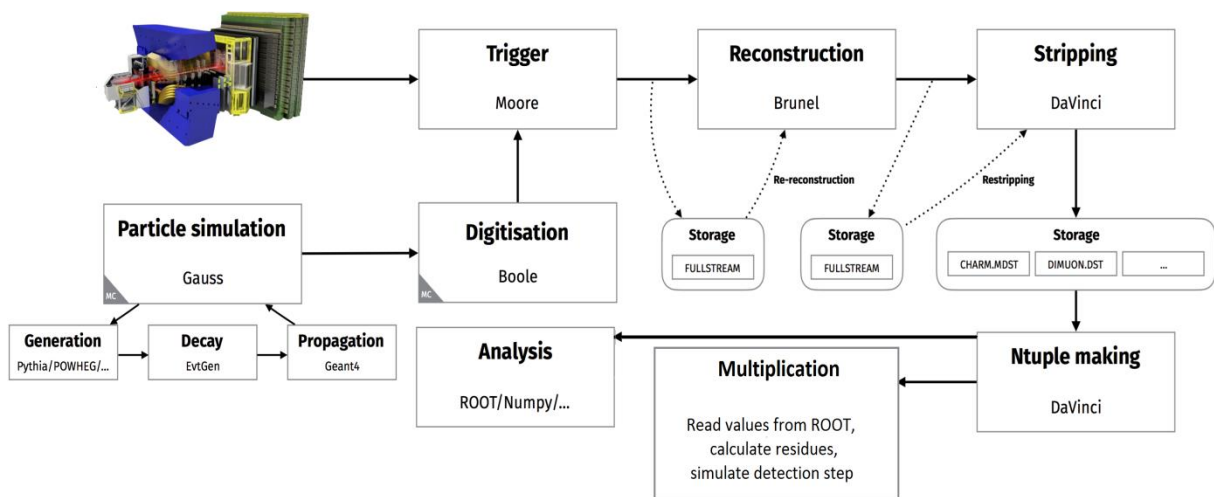 Trigger
Moore
Reconstruction
Brunel
Stripping
DaVinci
Re-reconstruction
Restripping
Particle simulation
Gauss
MC
Digitisation
Boole
MC
Storage
FULLSTREAM
Storage
FULLSTREAM
Storage
CHARM.MDST
DIMUON.DST
...
Generation
Pythia/POWHEG/...
Decay
EvtGen
Propagation
Geant4
Analysis
ROOT/Numpy/...
Multiplication
Read values from ROOT,
calculate residues,
simulate detection step
Ntuple making
DaVinci